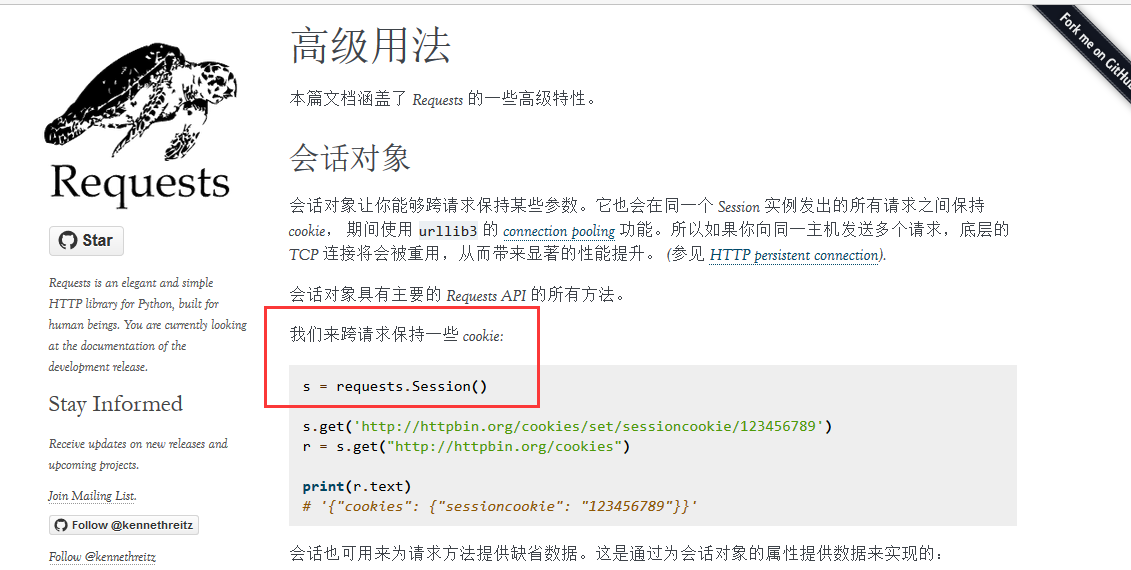 Fork me on GitHub
Requests
Star
Requests is an elegant and simple
HTTP library for Python, built for
human beings. You are currently looking
at the documentation of the
development release.
Stay Informed
Receive updates on new releases and
upcoming projects.
Join Mailing List.
Follow @kennethreitz
Follow @kennethreitz
高级用法
本篇文档涵盖了 Requests 的一些高级特性。
会话对象
会话对象让你能够跨请求保持某些参数。它也会在同一个 Session 实例发出的所有请求之间保持
cookie， 期间使用 urllib3 的 connection pooling 功能。所以如果你向同一主机发送多个请求，底层的
TCP 连接将会被重用，从而带来显著的性能提升。 (参见 HTTP persistent connection).
会话对象具有主要的 Requests API 的所有方法。
我们来跨请求保持一些 cookie:
s = requests.Session()
s.get('http://httpbin.org/cookies/set/sessioncookie/123456789')
r = s.get("http://httpbin.org/cookies")
print(r.text)
# '{"cookies": {"sessioncookie": "123456789"}}'
会话也可用来为请求方法提供缺省数据。这是通过为会话对象的属性提供数据来实现的：